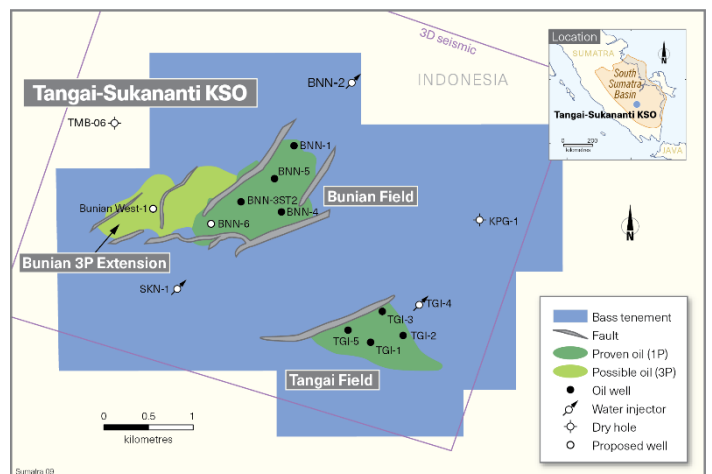 3D seismic
Location
SUMATRA
N
South
Sumatra
Basin
Tangai-Sukananti KSO
0 200
kilometres
JAVA
BNN-2
INDONESIA
Tangai-Sukananti KSO
TMB-06
BNN-1
BNN-5
Bunian Field
Bunian West-1
BNN-3ST2
BNN-4
BNN-6
KPG-1
N
Bunian 3P Extension
SKN-1
TGI-4
TGI-3
TGI-5
TGI-2
TGI-1
Tangai Field
Bass tenement
Fault
Proven oil (1P)
Possible oil (3P)
Oil well
Water injector
Dry hole
Proposed well
0 0.5 1
kilometres
Sumatra 09